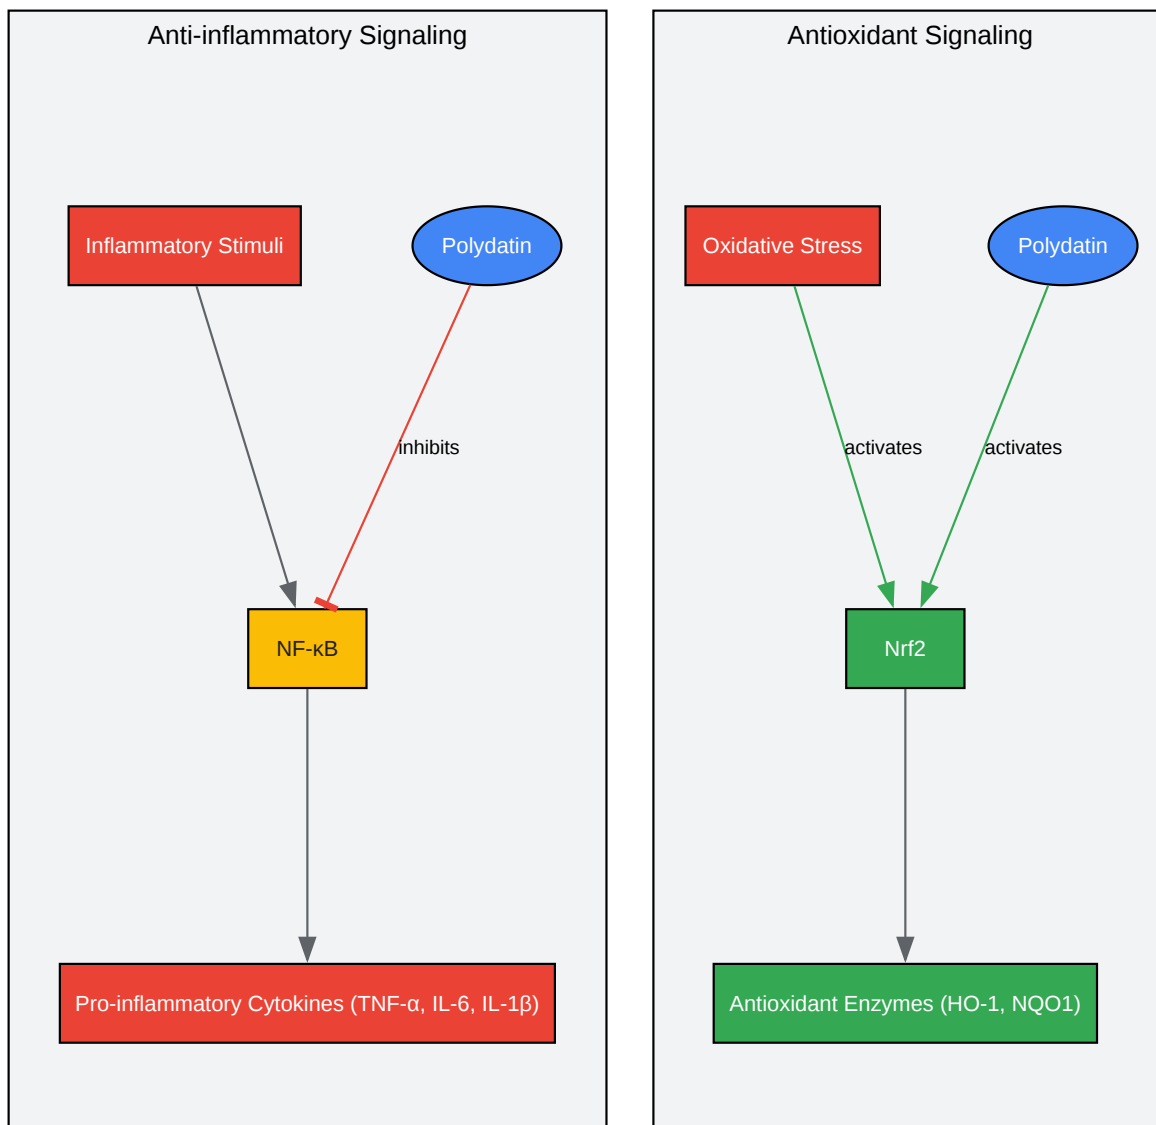 Anti-inflammatory Signaling
Inflammatory Stimuli
Polydatin
inhibits
NF-κB
Pro-inflammatory Cytokines (TNF-α, IL-6, IL-1β)
Antioxidant Signaling
Oxidative Stress
Polydatin
activates
activates
Nrf2
Antioxidant Enzymes (HO-1, NQO1)